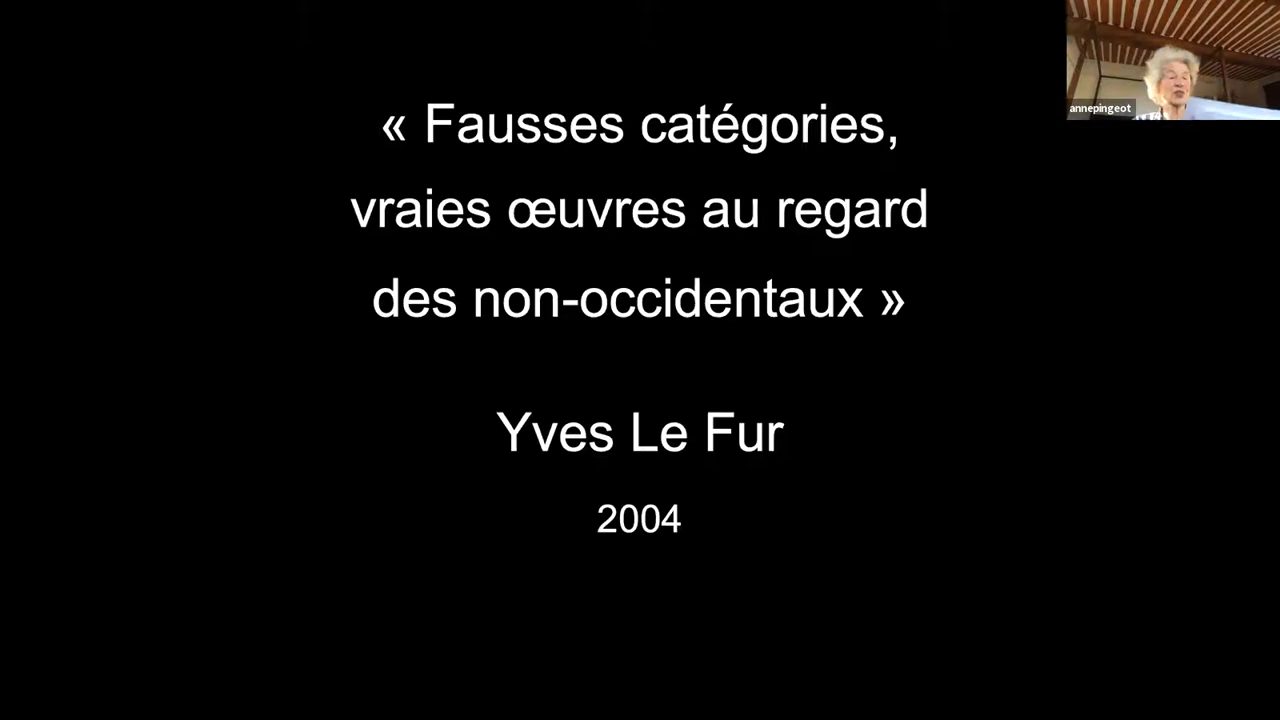 « Fausses catégories,
vraies œuvres au regard
des non-occidentaux »
Yves Le Fur
2004
annepingeot